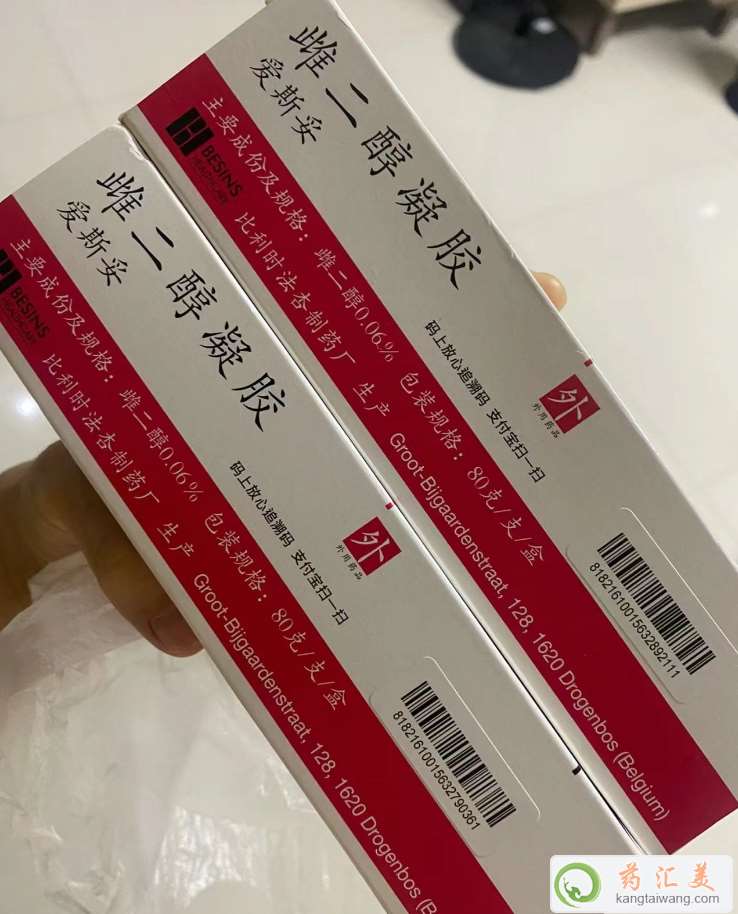 雌二醇凝胶
爱斯妥
BESINS
HEALTHCARE
主要成份及规格：雌二醇0.06% 包装规格：80克/支/盒
比利时法杏制药厂 生产 Groot-Bijgaardenstraat, 128, 1620 Drogenbos (Belgium)
码上放心追溯码 支付宝扫一扫
外
外用药品
81821610015632892111
雌二醇凝胶
爱斯妥
BESINS
HEALTHCARE
主要成份及规格：雌二醇0.06% 包装规格：80克/支/盒
比利时法杏制药厂 生产 Groot-Bijgaardenstraat, 128, 1620 Drogenbos (B
码上放心追溯码 支付宝扫一扫
外
外用药品
81821610015632790361
药汇美
kangtaiwang.com